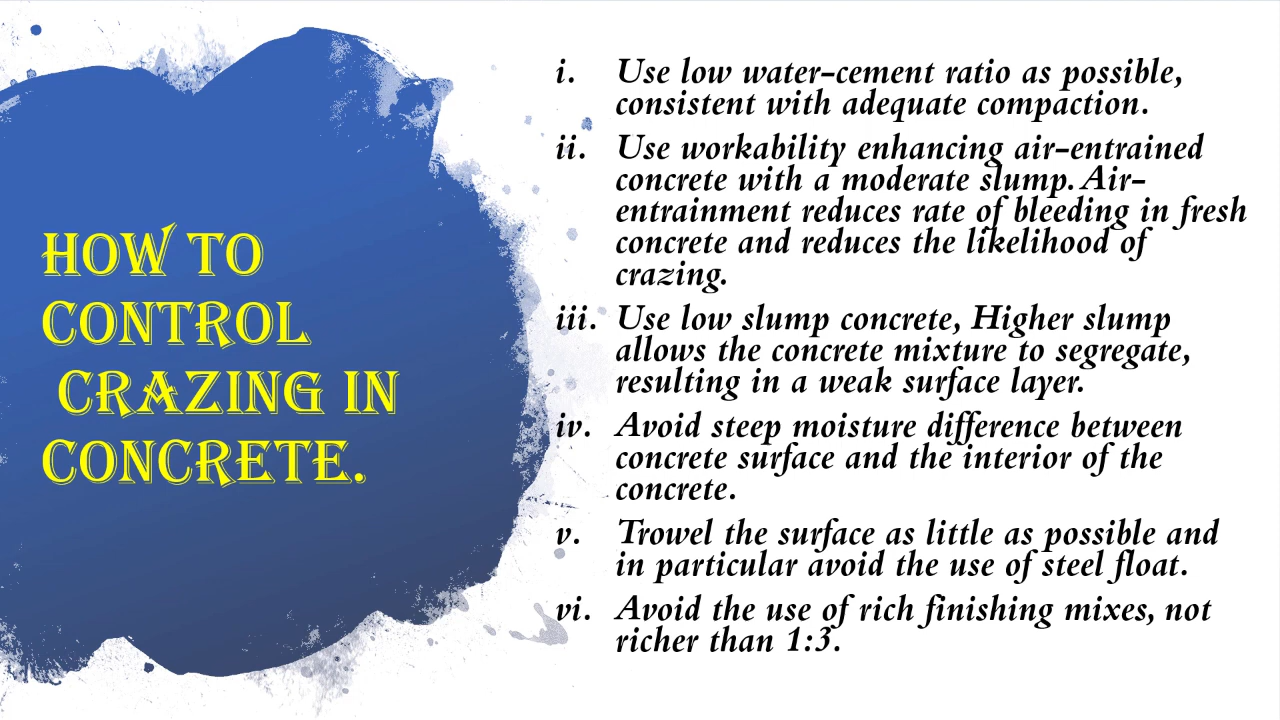 HOW TO
CONTROL
CRAZING IN
CONCRETE.
i. Use low water-cement ratio as possible,
consistent with adequate compaction.
ii. Use workability enhancing air-entrained
concrete with a moderate slump. Air-
entrainment reduces rate of bleeding in fresh
concrete and reduces the likelihood of
crazing.
iii. Use low slump concrete, Higher slump
allows the concrete mixture to segregate,
resulting in a weak surface layer.
iv. Avoid steep moisture difference between
concrete surface and the interior of the
concrete.
v. Trowel the surface as little as possible and
in particular avoid the use of steel float.
vi. Avoid the use of rich finishing mixes, not
richer than 1:3.